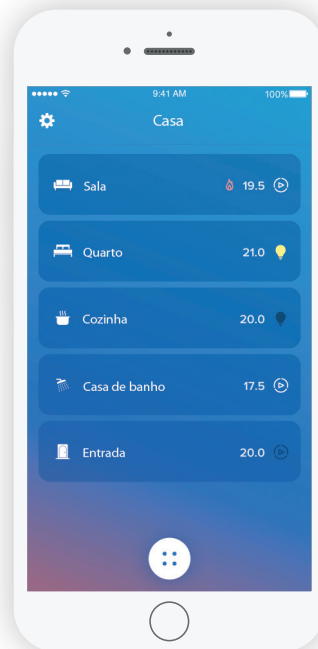 9:41 AM
100%
Casa
Sala 19.5
Quarto 21.0
Cozinha 20.0
Casa de banho 17.5
Entrada 20.0